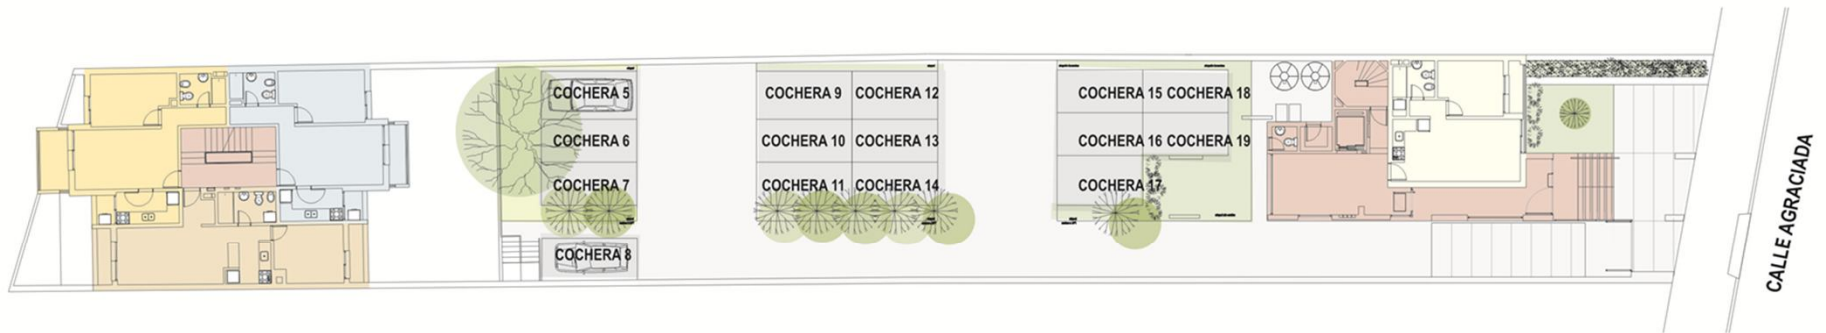 COCHERA 5
COCHERA 6
COCHERA 7
COCHERA 8
COCHERA 9 COCHERA 12
COCHERA 10 COCHERA 13
COCHERA 11 COCHERA 14
COCHERA 15 COCHERA 18
COCHERA 16 COCHERA 19
COCHERA 17
CALLE AGRACIADA